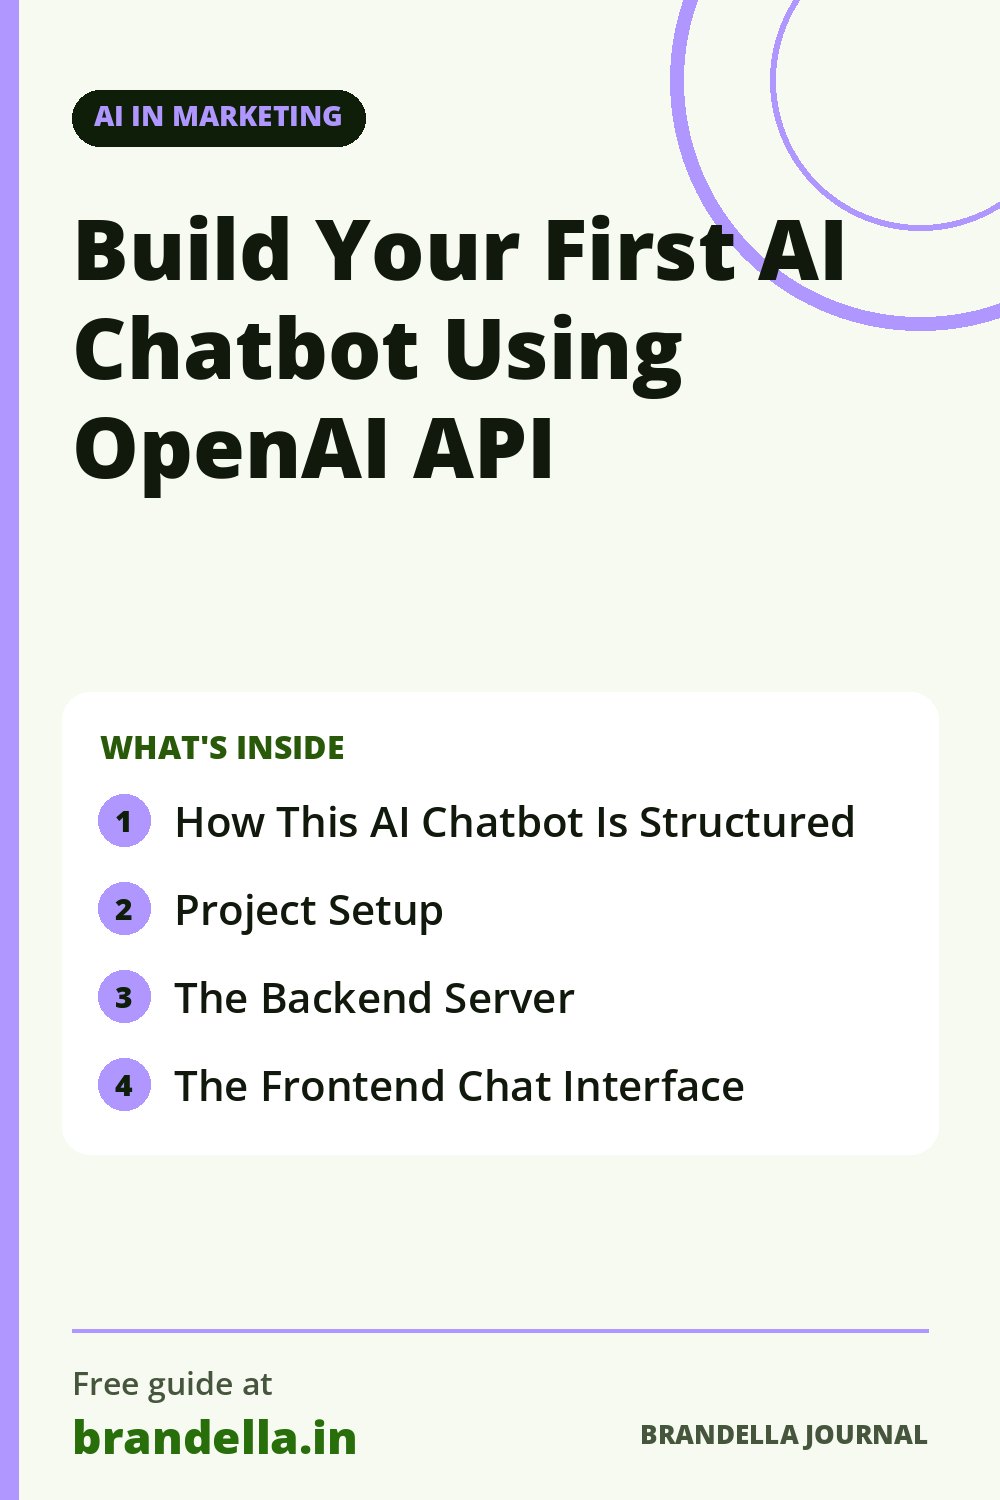 AI IN MARKETING
Build Your First AI
Chatbot Using
OpenAI API
WHAT'S INSIDE
1 How This AI Chatbot Is Structured
2 Project Setup
3 The Backend Server
4 The Frontend Chat Interface
Free guide at
brandella.in
BRANDELLA JOURNAL